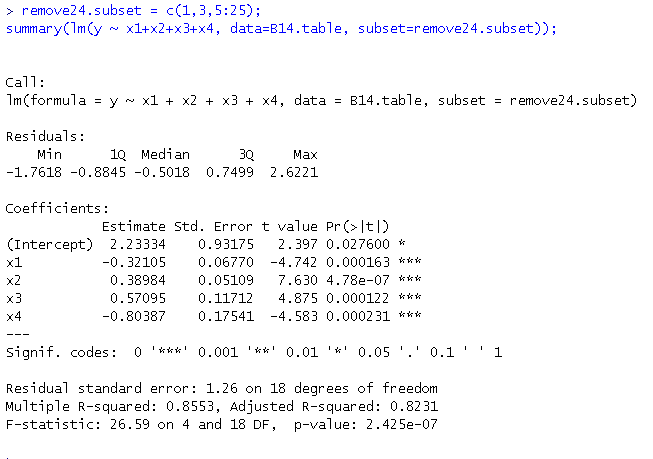 > remove24.subset = c(1,3,5:25);
summary(lm(y ~ x1+x2+x3+x4, data=B14.table, subset=remove24.subset));
Call:
lm(formula = y ~ x1 + x2 + x3 + x4, data = B14.table, subset = remove24.subset)
Residuals:
Min 1Q Median 3Q Max
-1.7618 -0.8845 -0.5018 0.7499 2.6221
Coefficients:
Estimate Std. Error t value Pr(>|t|)
(Intercept) 2.23334 0.93175 2.397 0.027600 *
x1 -0.32105 0.06770 -4.742 0.000163 ***
x2 0.38984 0.05109 7.630 4.78e-07 ***
x3 0.57095 0.11712 4.875 0.000122 ***
x4 -0.80387 0.17541 -4.583 0.000231 ***
---
Signif. codes: 0 '***' 0.001 '**' 0.01 '*' 0.05 '.' 0.1 ' ' 1
Residual standard error: 1.26 on 18 degrees of freedom
Multiple R-squared: 0.8553, Adjusted R-squared: 0.8231
F-statistic: 26.59 on 4 and 18 DF, p-value: 2.425e-07